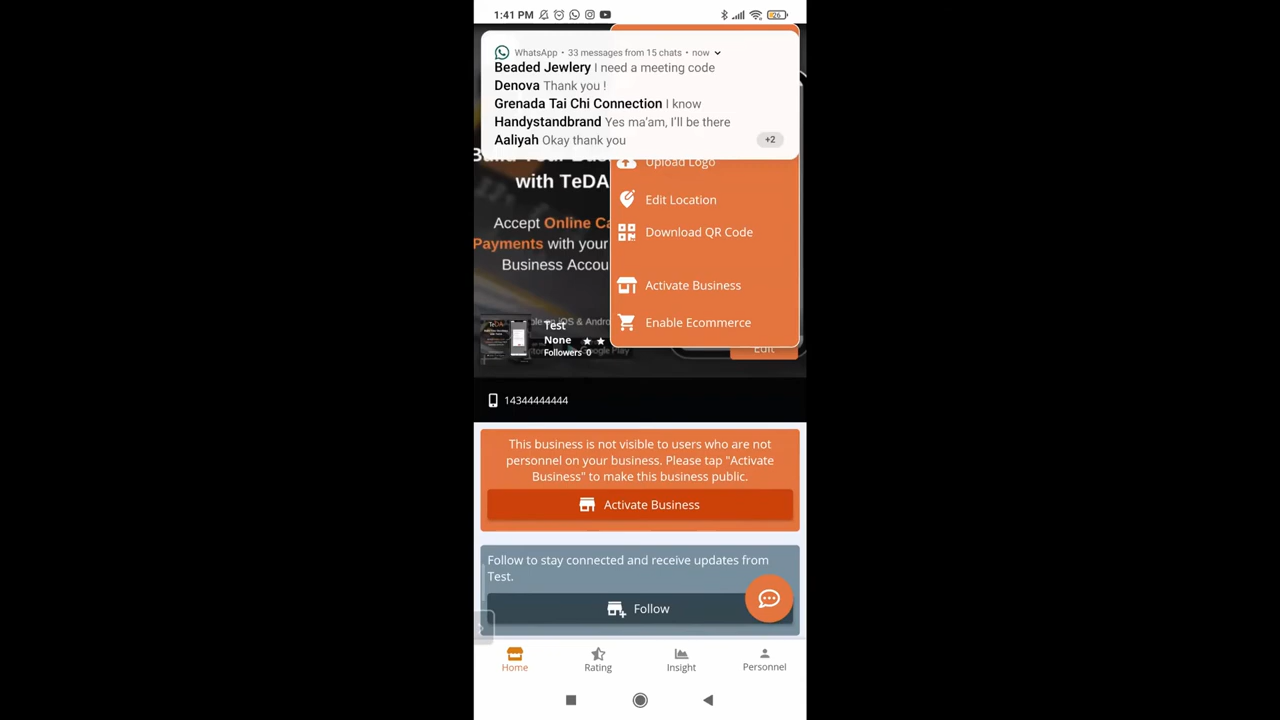 1:41 PM
26
WhatsApp • 33 messages from 15 chats • now
Beaded Jewlery I need a meeting code
Denova Thank you !
Grenada Tai Chi Connection I know
Handystandbrand Yes ma'am, I'll be there
Aaliyah Okay thank you
+2
Upload Logo
with TeDA
Edit Location
Accept Online Ca
Download QR Code
Payments with your
Business Accou
Activate Business
Enable Ecommerce
Test
None
Followers 0
Edit
14344444444
This business is not visible to users who are not
personnel on your business. Please tap "Activate
Business" to make this business public.
Activate Business
Follow to stay connected and receive updates from
Test.
Follow
Home
Rating
Insight
Personnel